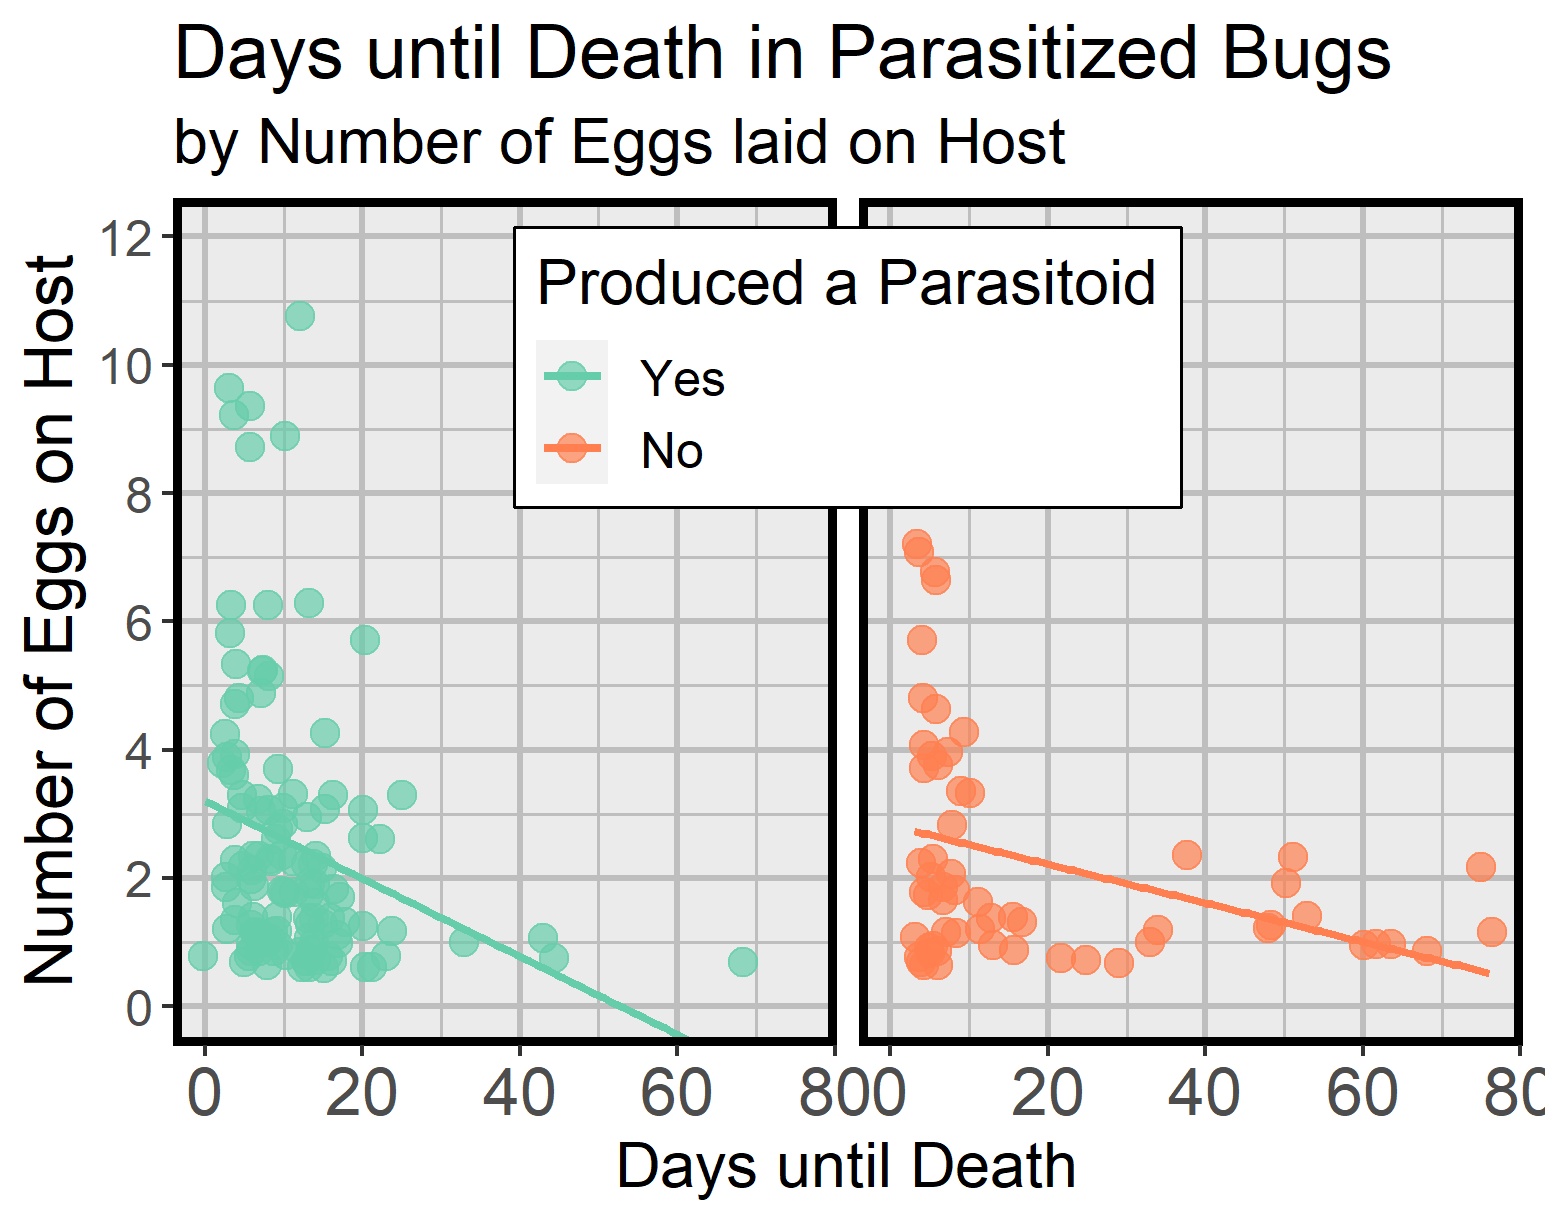 Days until Death in Parasitized Bugs
by Number of Eggs laid on Host
Number of Eggs on Host
12
10
8
6
4
2
0
Produced a Parasitoid
Yes
No
0 20 40 60 80 0 20 40 60 80
Days until Death